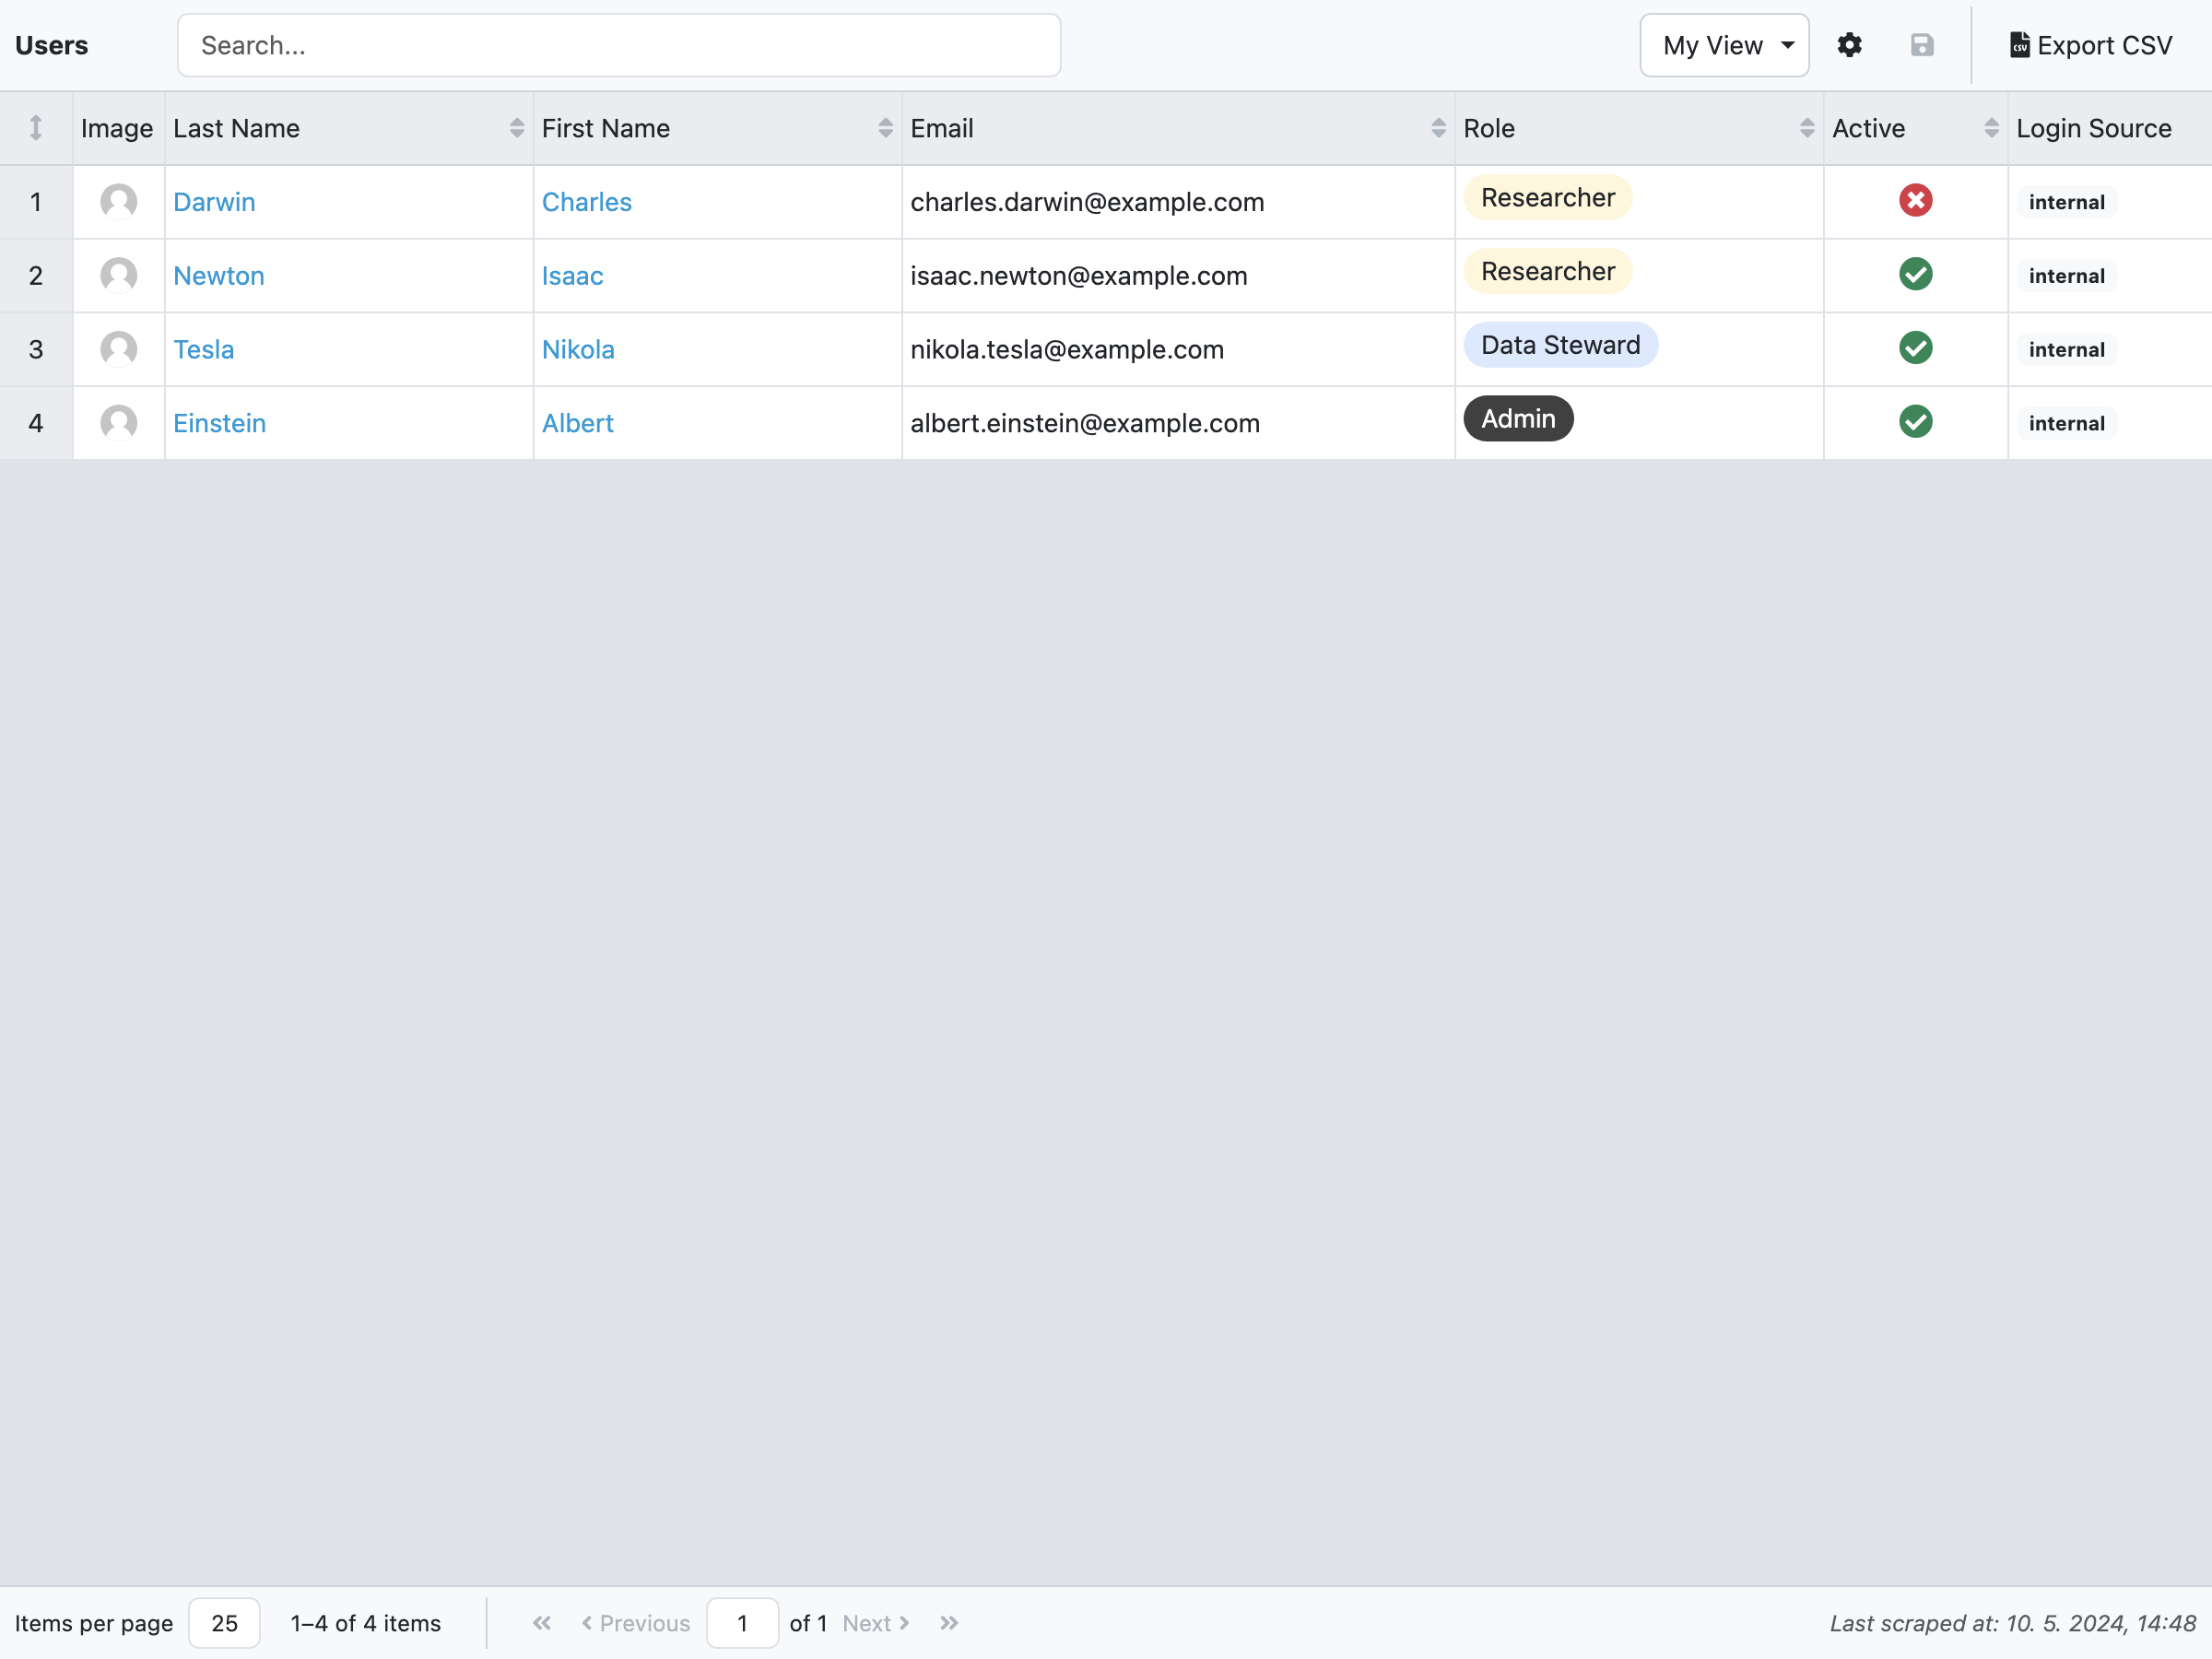 Users Search... My View Export CSV
Image Last Name First Name Email Role Active Login Source
1 Darwin Charles charles.darwin@example.com Researcher internal
2 Newton Isaac isaac.newton@example.com Researcher internal
3 Tesla Nikola nikola.tesla@example.com Data Steward internal
4 Einstein Albert albert.einstein@example.com Admin internal
Items per page 25 1–4 of 4 items « ‹ Previous 1 of 1 Next › » Last scraped at: 10. 5. 2024, 14:48